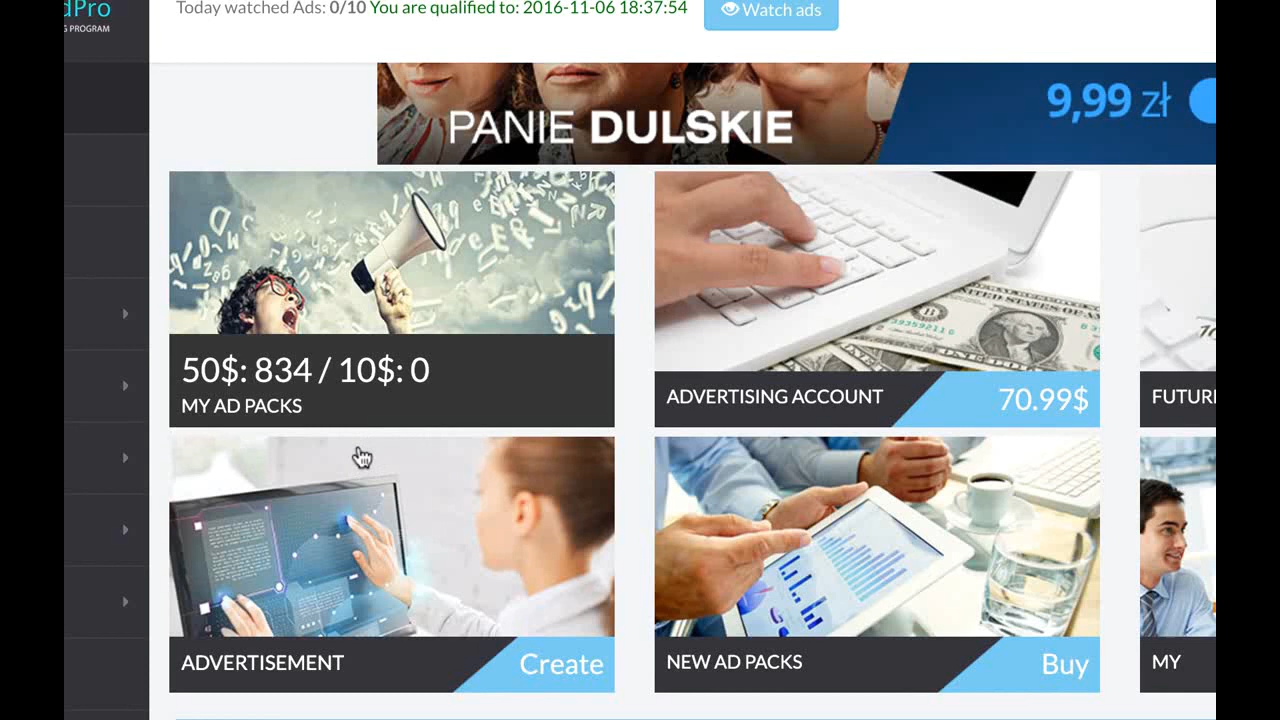 dPro
G PROGRAM
Today watched Ads: 0/10 You are qualified to: 2016-11-06 18:37:54
Watch ads
PANIE DULSKIE
9,99 zł
50$: 834 / 10$: 0
MY AD PACKS
ADVERTISING ACCOUNT
70.99$
FUTUR
ADVERTISEMENT
Create
NEW AD PACKS
Buy
MY